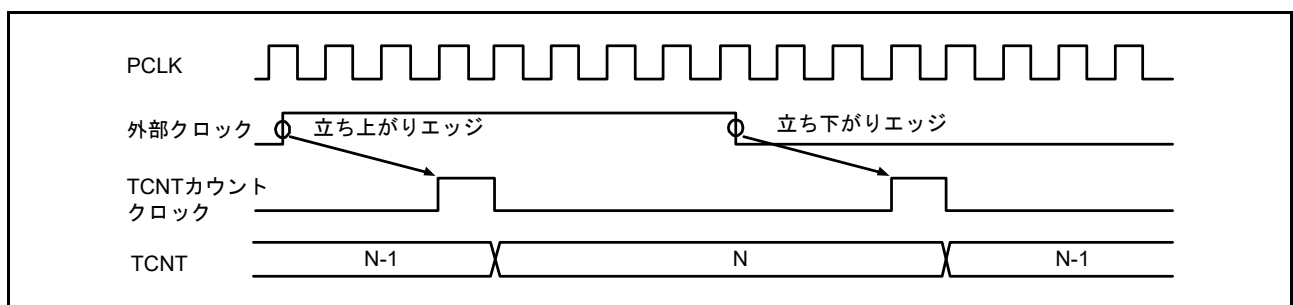 PCLK
外部クロック
立ち上がりエッジ
立ち下がりエッジ
TCNTカウント
クロック
TCNT
N-1
N
N-1